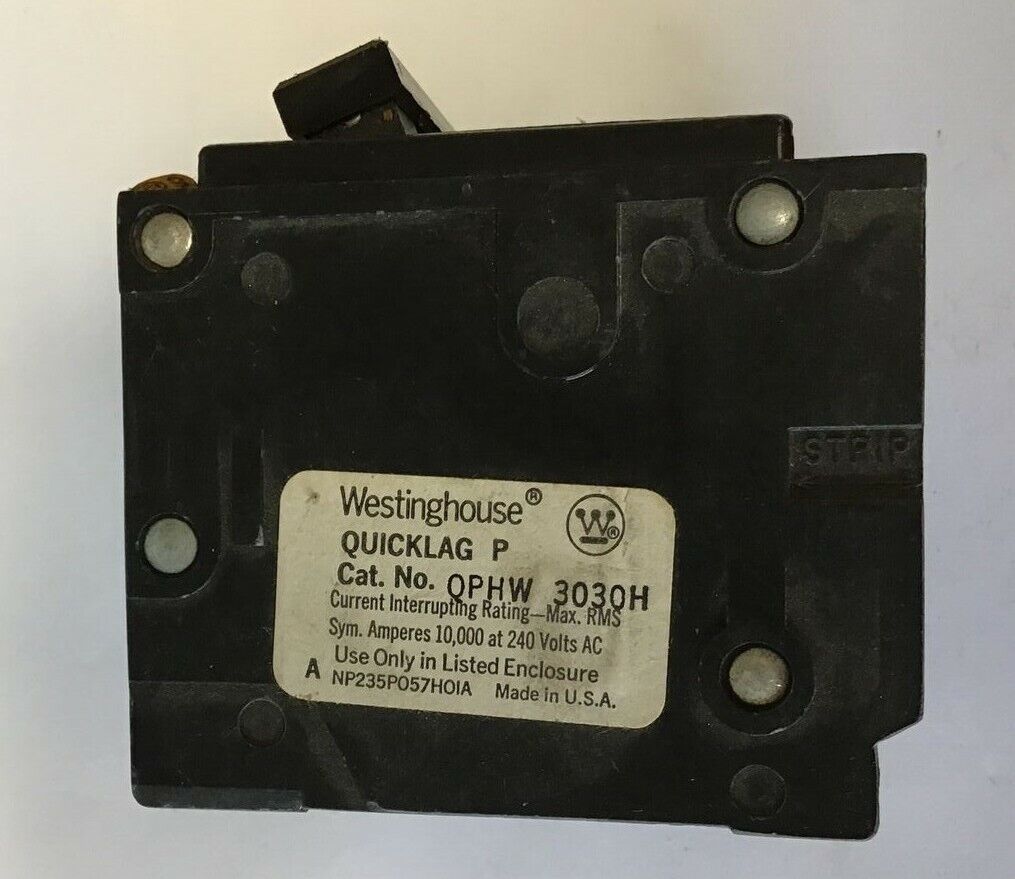 STRIP
Westinghouse® W®
QUICKLAG P
Cat. No. QPHW 3030H
Current Interrupting Rating—Max. RMS
Sym. Amperes 10,000 at 240 Volts AC
Use Only in Listed Enclosure
A NP235P057H01A Made in U.S.A.